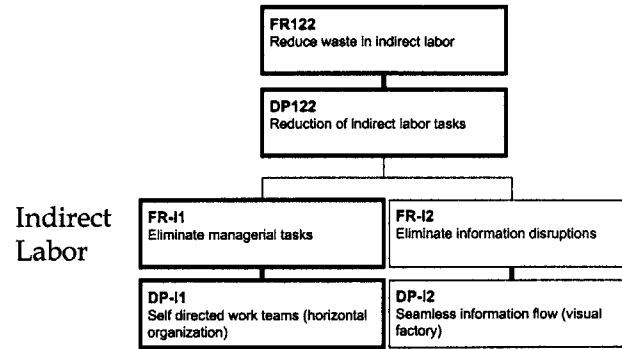 FR122
Reduce waste in indirect labor
DP122
Reduction of indirect labor tasks
Indirect
Labor
FR-I1
Eliminate managerial tasks
FR-I2
Eliminate information disruptions
DP-I1
Self directed work teams (horizontal
organization)
DP-I2
Seamless information flow (visual
factory)